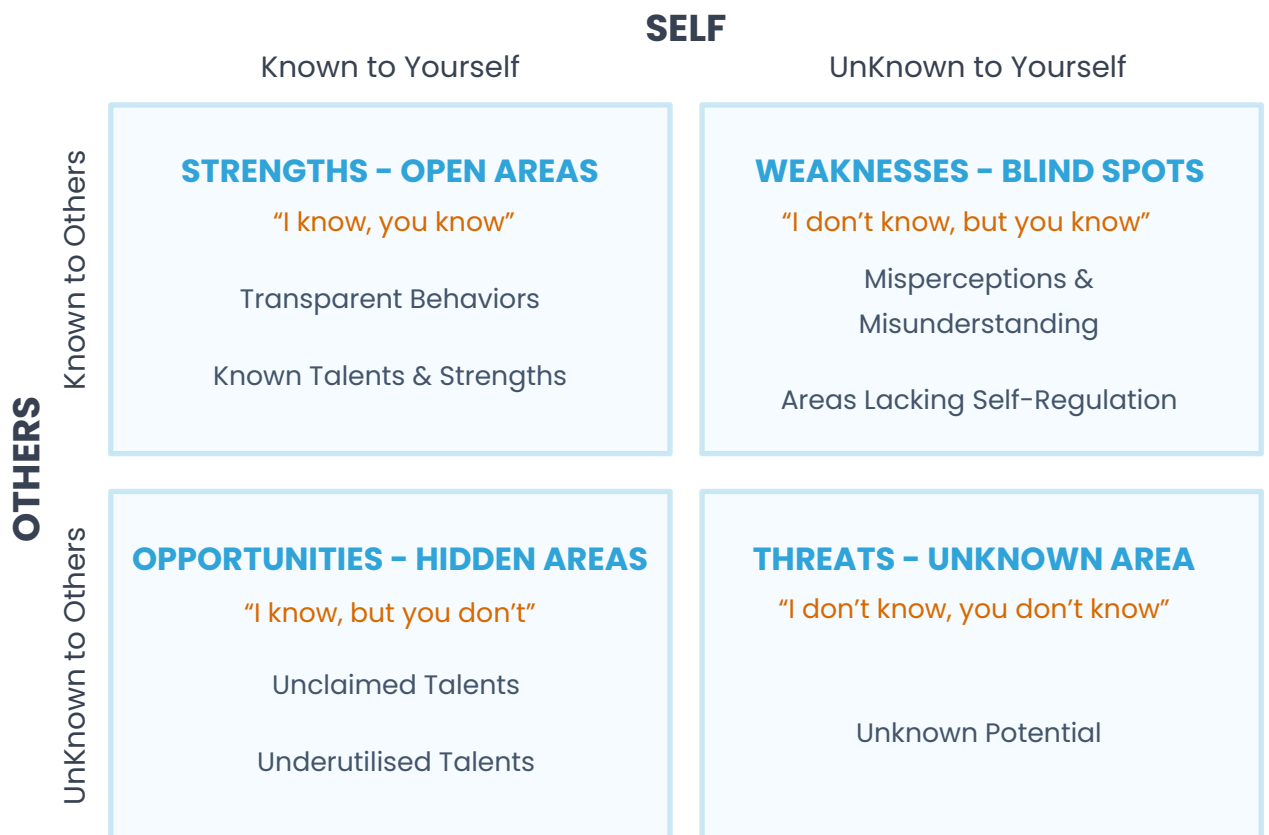 SELF
Known to Yourself
UnKnown to Yourself
OTHERS
Known to Others
STRENGTHS - OPEN AREAS
“I know, you know”
Transparent Behaviors
Known Talents & Strengths
WEAKNESSES - BLIND SPOTS
“I don’t know, but you know”
Misperceptions &
Misunderstanding
Areas Lacking Self-Regulation
UnKnown to Others
OPPORTUNITIES - HIDDEN AREAS
“I know, but you don’t”
Unclaimed Talents
Underutilised Talents
THREATS - UNKNOWN AREA
“I don’t know, you don’t know”
Unknown Potential